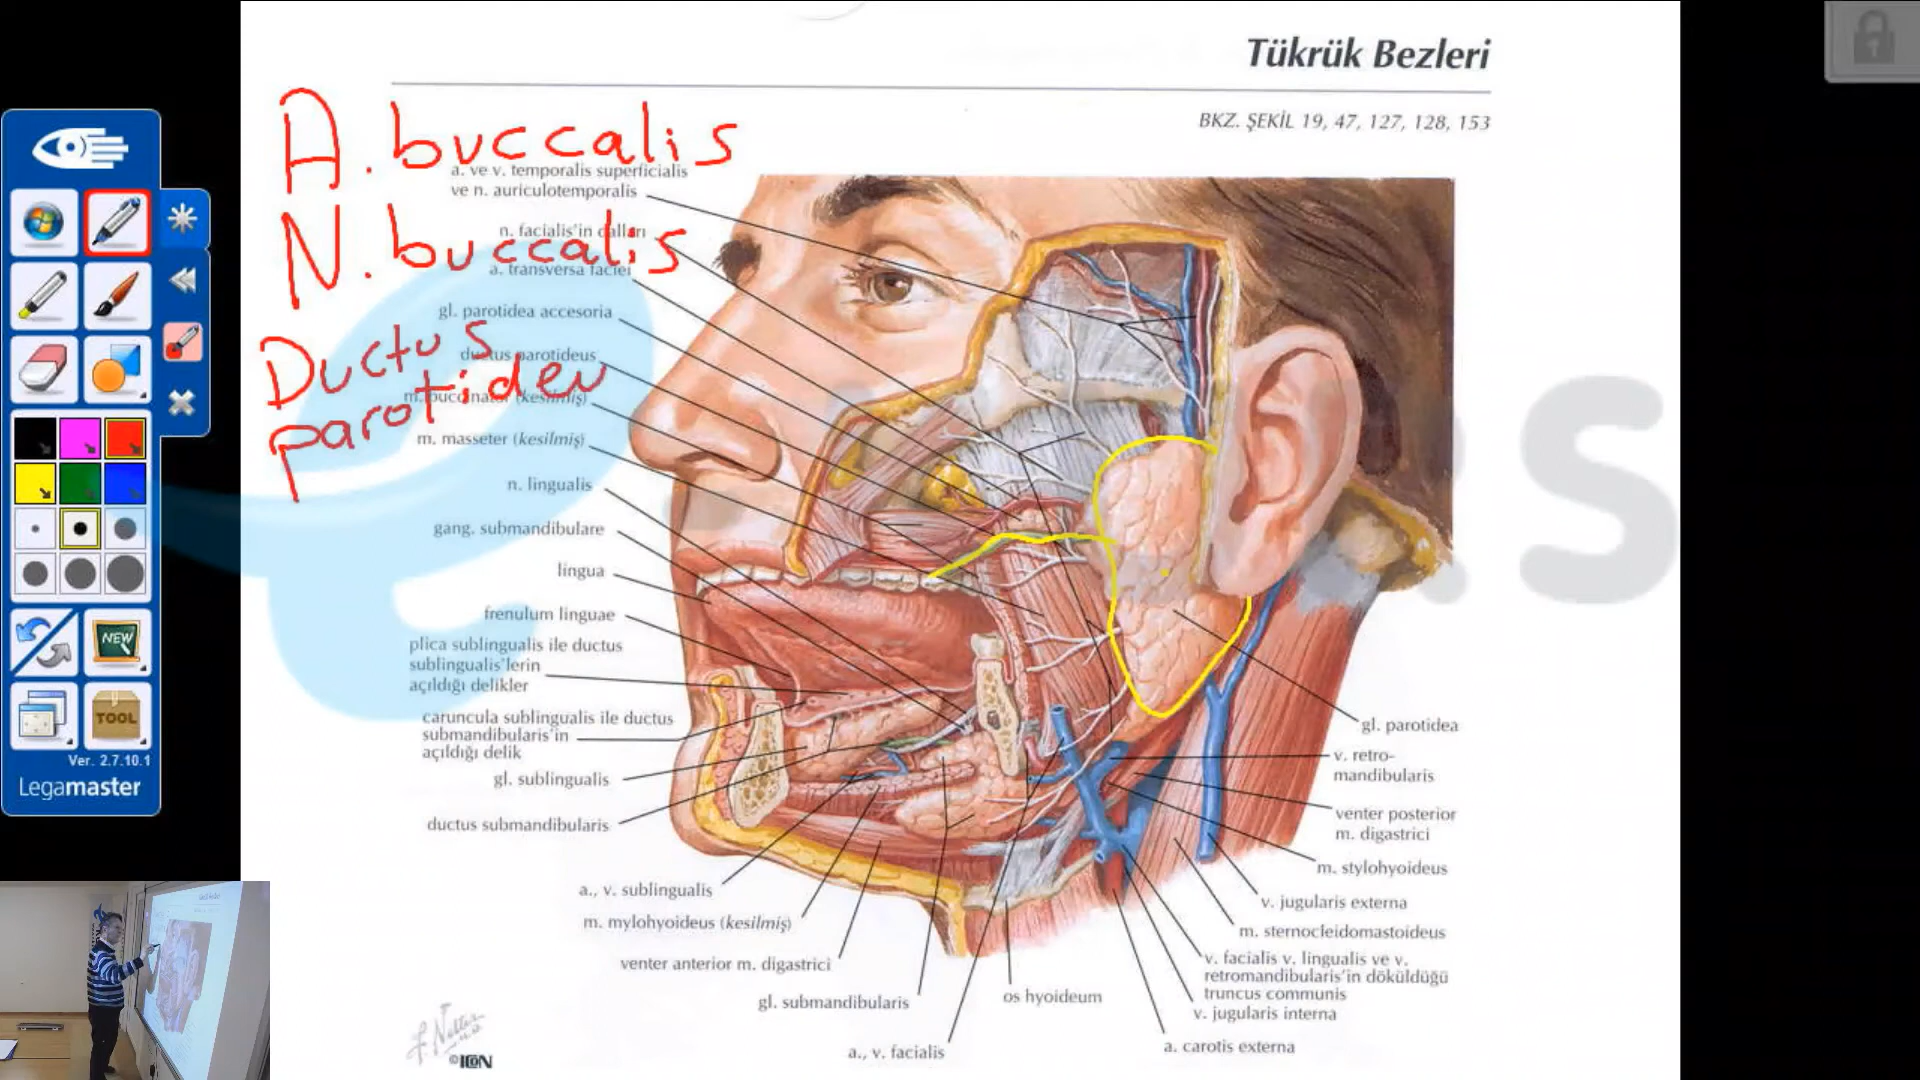 Tükrük Bezleri
BKZ. ŞEKİL 19, 47, 127, 128, 153
A. buccalis
a. ve v. temporalis superficialis
ve n. auriculotemporalis
N. buccalis
n. facialis'in dalları
a. transversa faciei
gl. parotidea accesoria
Ductus
parotideu
ductus parotideus
m. buccinator (kesilmiş)
m. masseter (kesilmiş)
n. lingualis
gang. submandibulare
lingua
frenulum linguae
plica sublingualis ile ductus
sublingualis'lerin
açıldığı delikler
caruncula sublingualis ile ductus
submandibularis'in
açıldığı delik
gl. sublingualis
ductus submandibularis
a., v. sublingualis
m. mylohyoideus (kesilmiş)
venter anterior m. digastrici
gl. submandibularis
a., v. facialis
os hyoideum
gl. parotidea
v. retro-
mandibularis
venter posterior
m. digastrici
m. stylohyoideus
v. jugularis externa
m. sternocleidomastoideus
v. facialis v. lingualis ve v.
retromandibularis'in döküldüğü
truncus communis
v. jugularis interna
a. carotis externa
f. Netter
©ICON
NEW
TOOL
Ver. 2.7.10.1
Legamaster